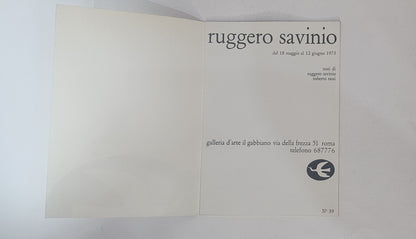 ruggero savinio
dal 18 maggio al 12 giugno 1973
testi di
ruggero savinio
roberto tassi
galleria d'arte il gabbiano via della frezza 51 roma
telefono 687776
N° 39